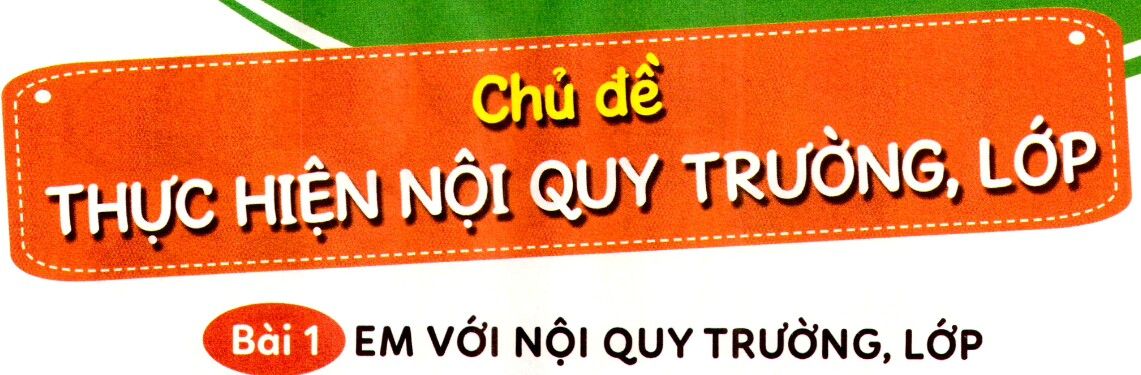 Chủ đề
THỰC HIỆN NỘI QUY TRƯỜNG, LỚP
Bài 1 EM VỚI NỘI QUY TRƯỜNG, LỚP